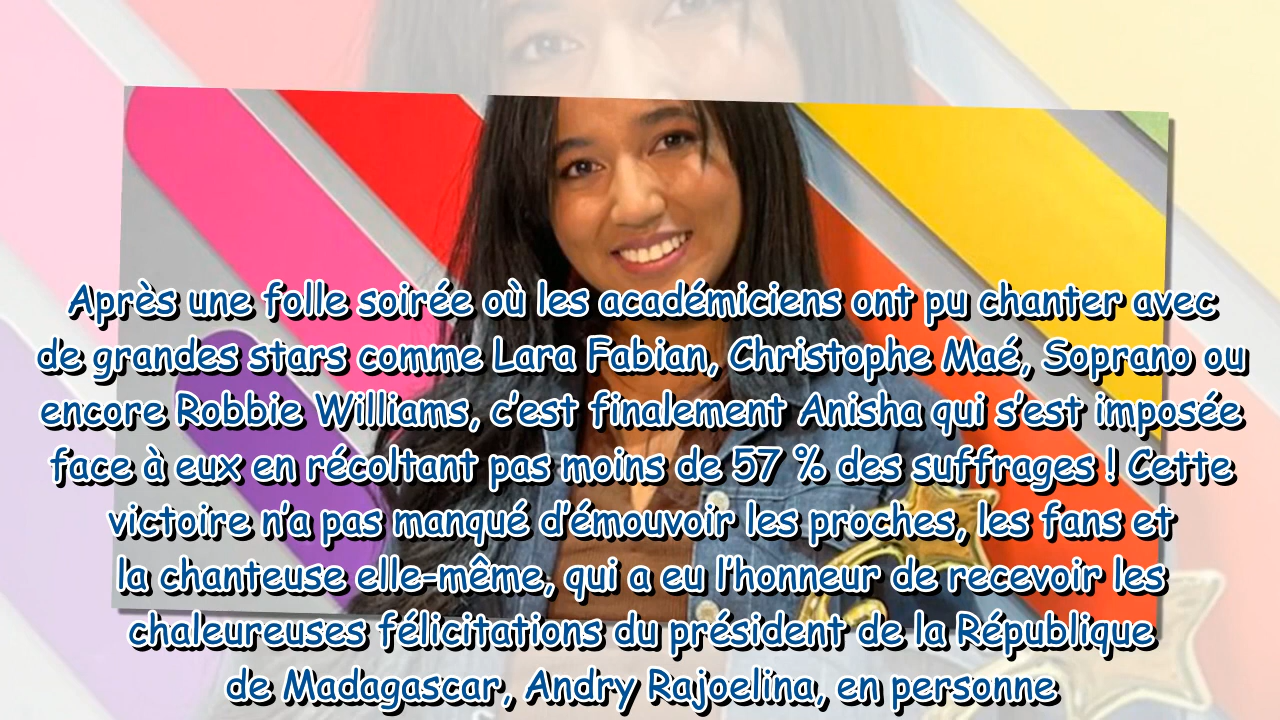 Après une folle soirée où les académiciens ont pu chanter avec
de grandes stars comme Lara Fabian, Christophe Maé, Soprano ou
encore Robbie Williams, c'est finalement Anisha qui s'est imposée
face à eux en récoltant pas moins de 57 % des suffrages ! Cette
victoire n'a pas manqué d'émouvoir les proches, les fans et
la chanteuse elle-même, qui a eu l'honneur de recevoir les
chaleureuses félicitations du président de la République
de Madagascar, Andry Rajoelina, en personne